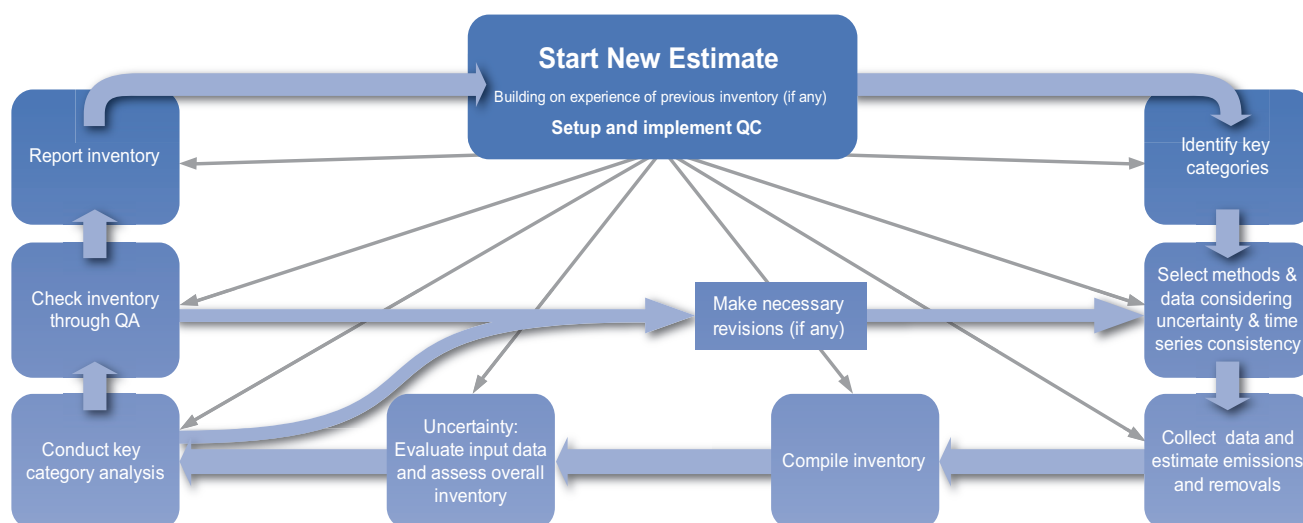 Start New Estimate
Building on experience of previous inventory (if any)
Setup and implement QC
Report inventory
Identify key
categories
Check inventory
through QA
Make necessary
revisions (if any)
Select methods &
data considering
uncertainty & time
series consistency
Conduct key
category analysis
Uncertainty:
Evaluate input data
and assess overall
inventory
Compile inventory
Collect data and
estimate emissions
and removals